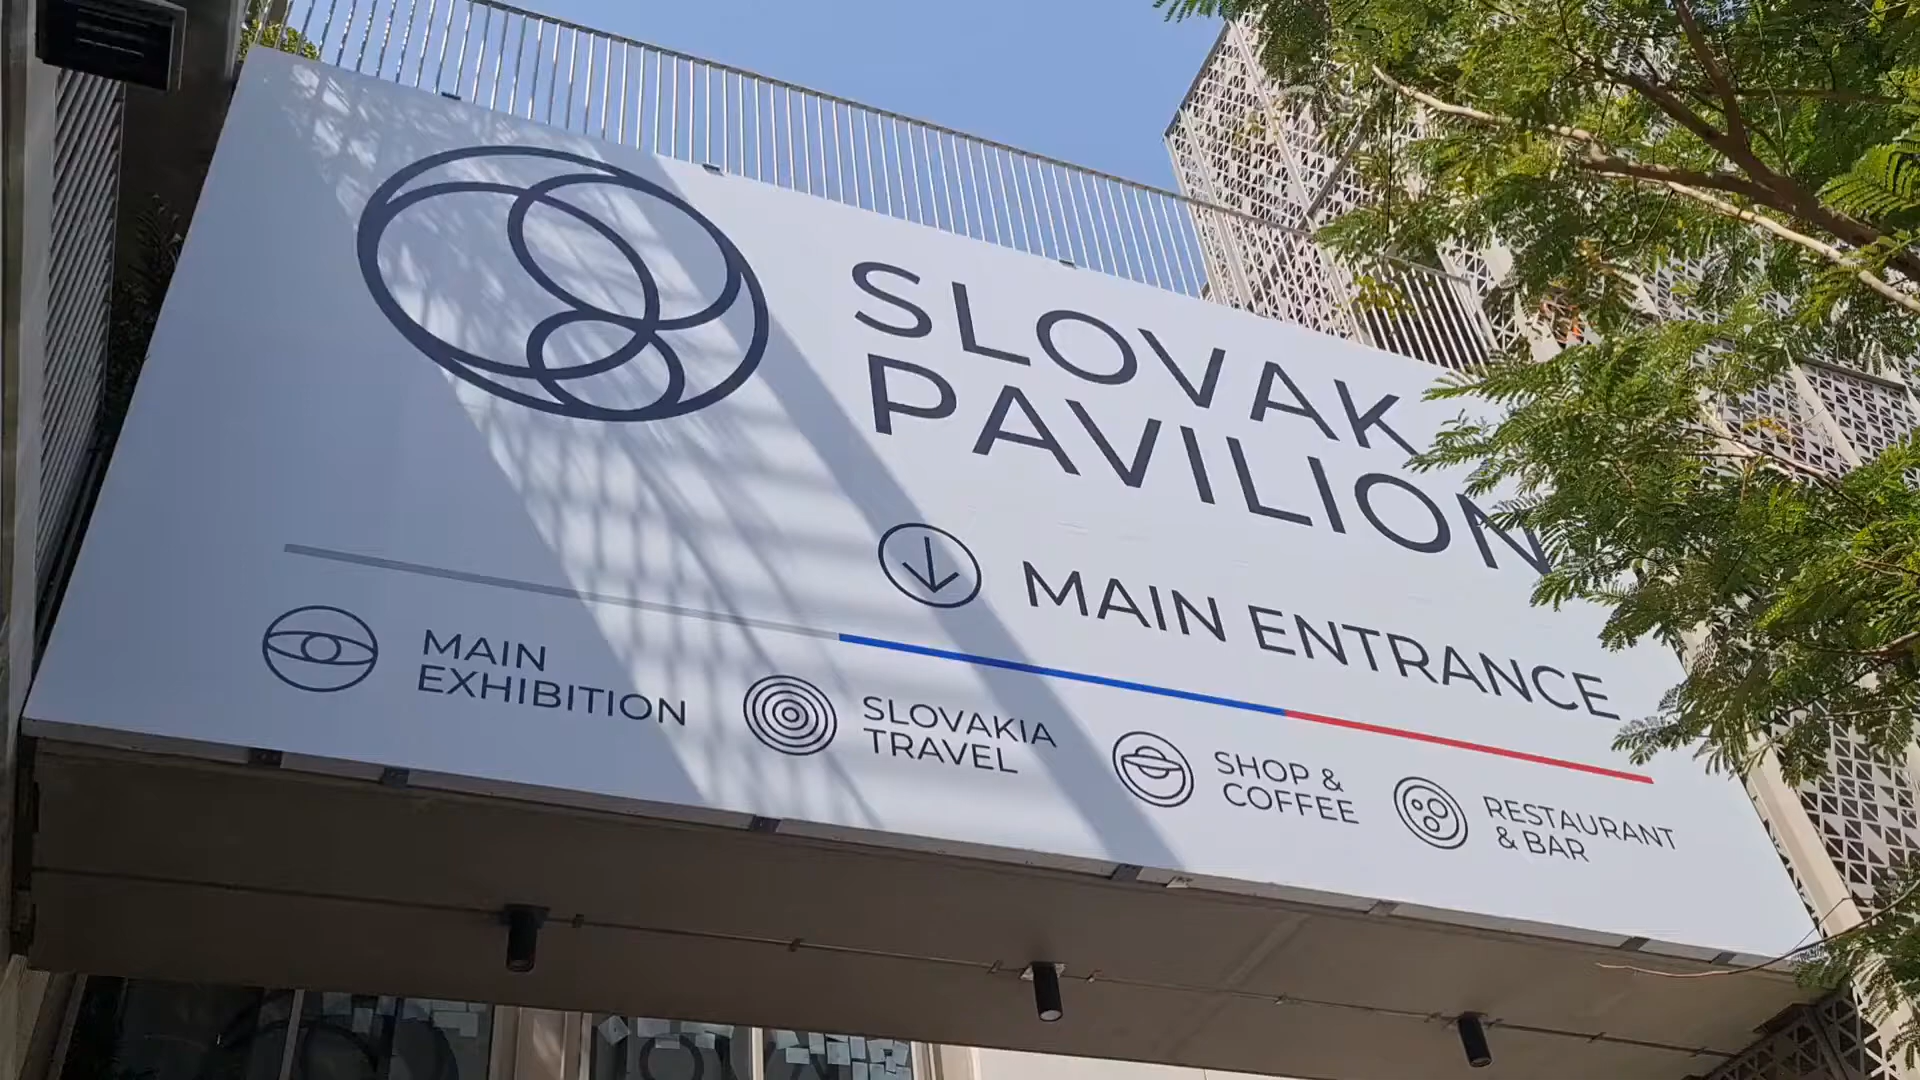 SLOVAK
PAVILION
MAIN ENTRANCE
MAIN
EXHIBITION
SLOVAKIA
TRAVEL
SHOP &
COFFEE
RESTAURANT
& BAR